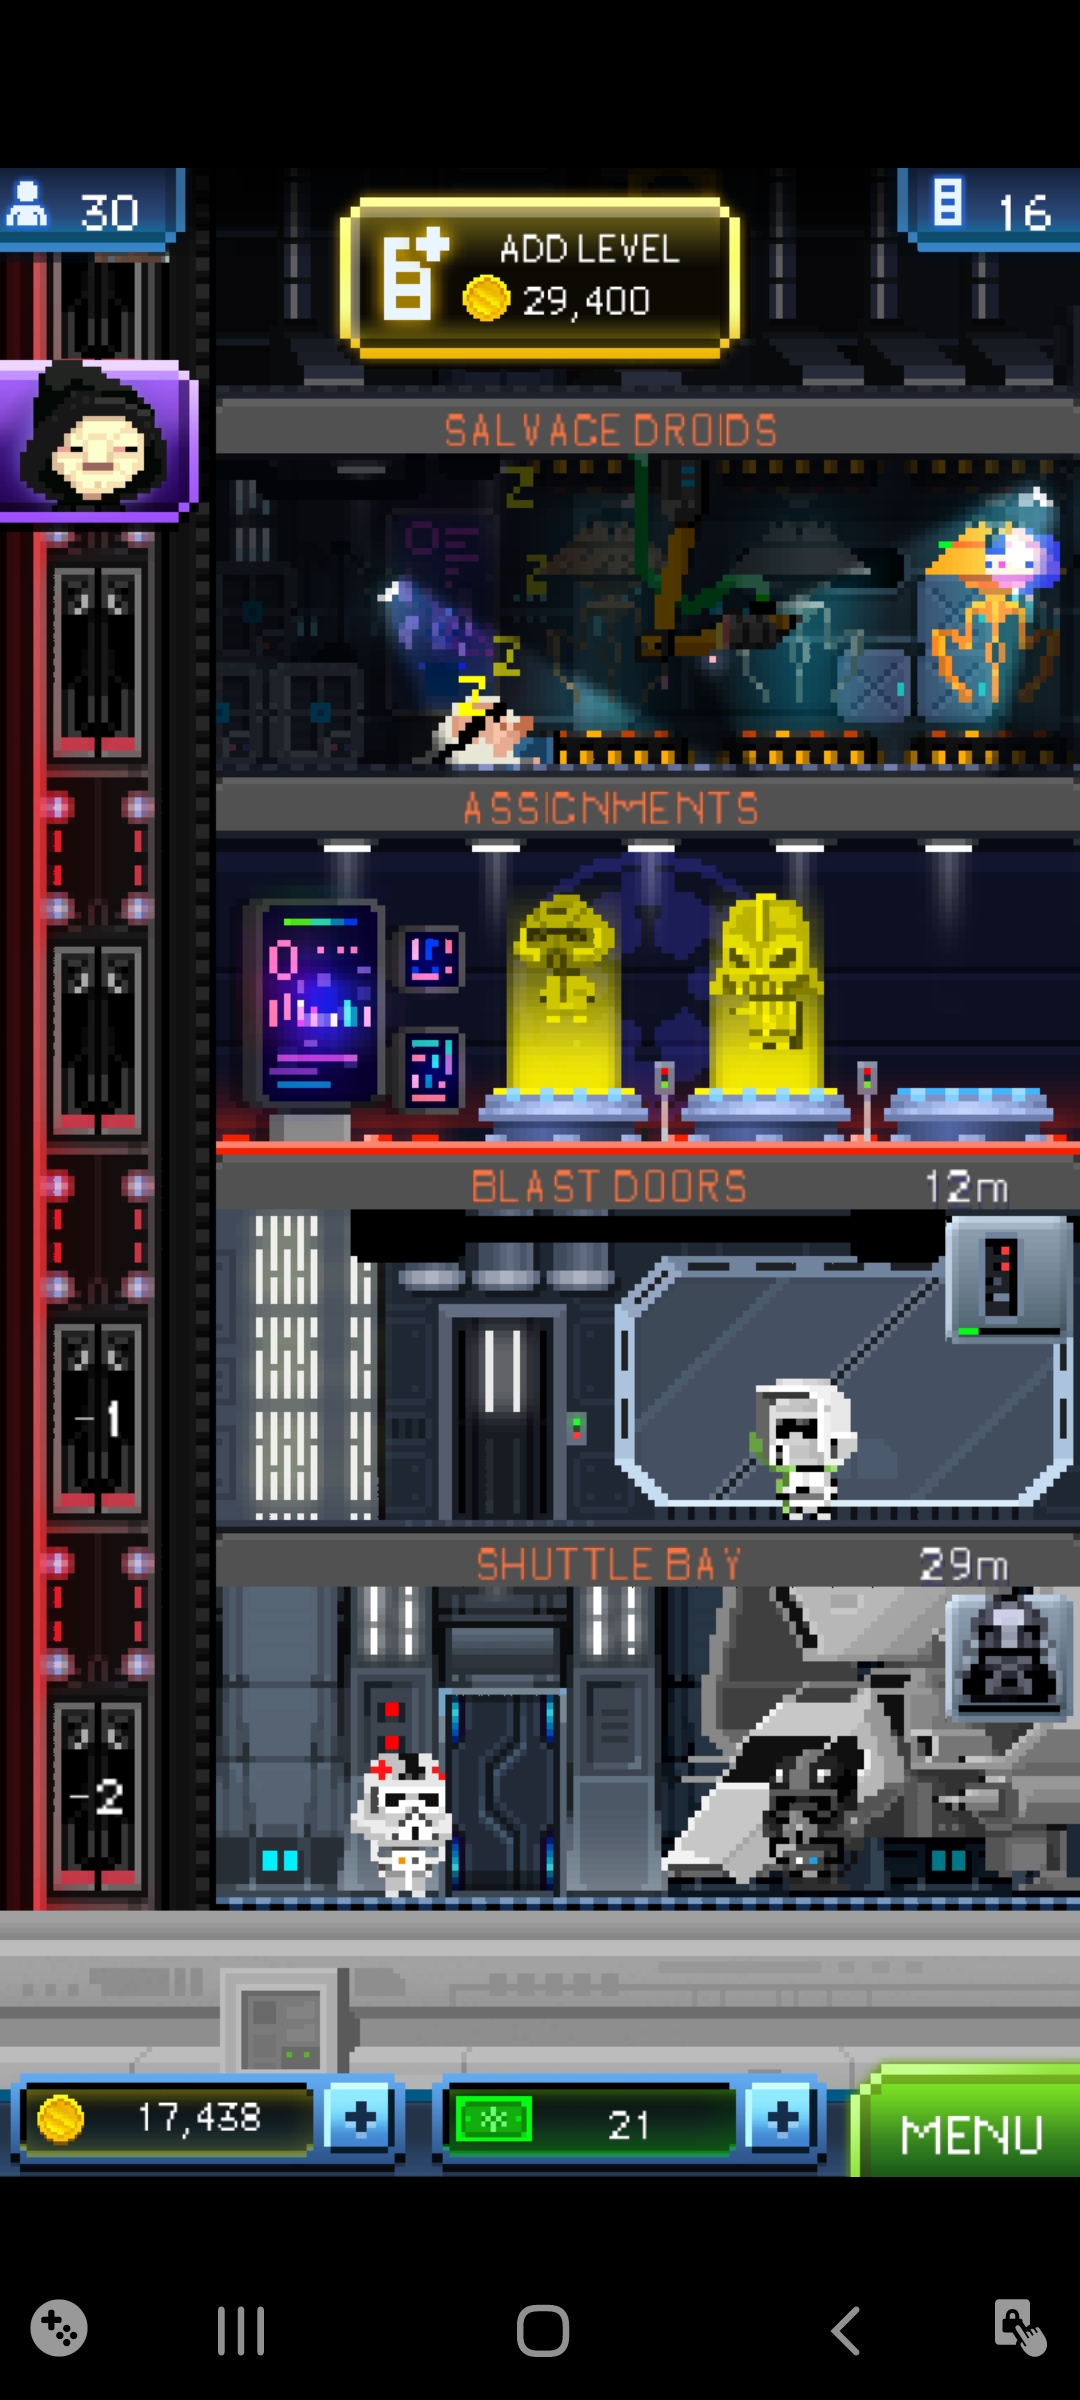 30
ADD LEVEL
29,400
16
SALVAGE DROIDS
Z
Z
Z
Z
ASSIGNMENTS
BLAST DOORS
12m
-1
SHUTTLE BAY
29m
-2
17,438
21
MENU